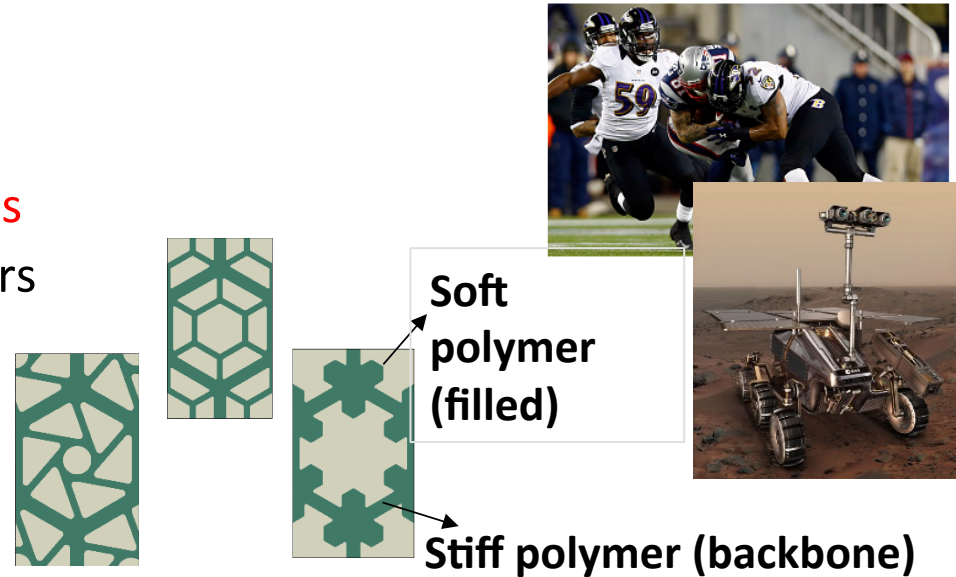 s
rs
Soft
polymer
(filled)
Stiff polymer (backbone)
59